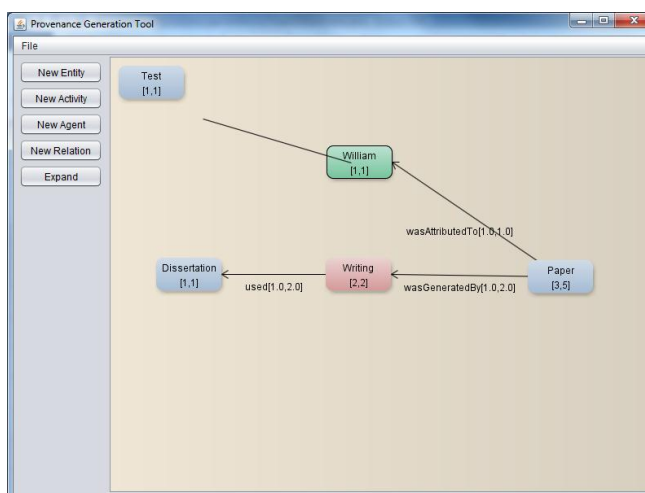 Provenance Generation Tool
File
New Entity
New Activity
New Agent
New Relation
Expand
Test
[1,1]
William
[1,1]
wasAttributedTo[1.0,1.0]
Dissertation
[1,1]
used[1.0,2.0]
Writing
[2,2]
wasGeneratedBy[1.0,2.0]
Paper
[3,5]